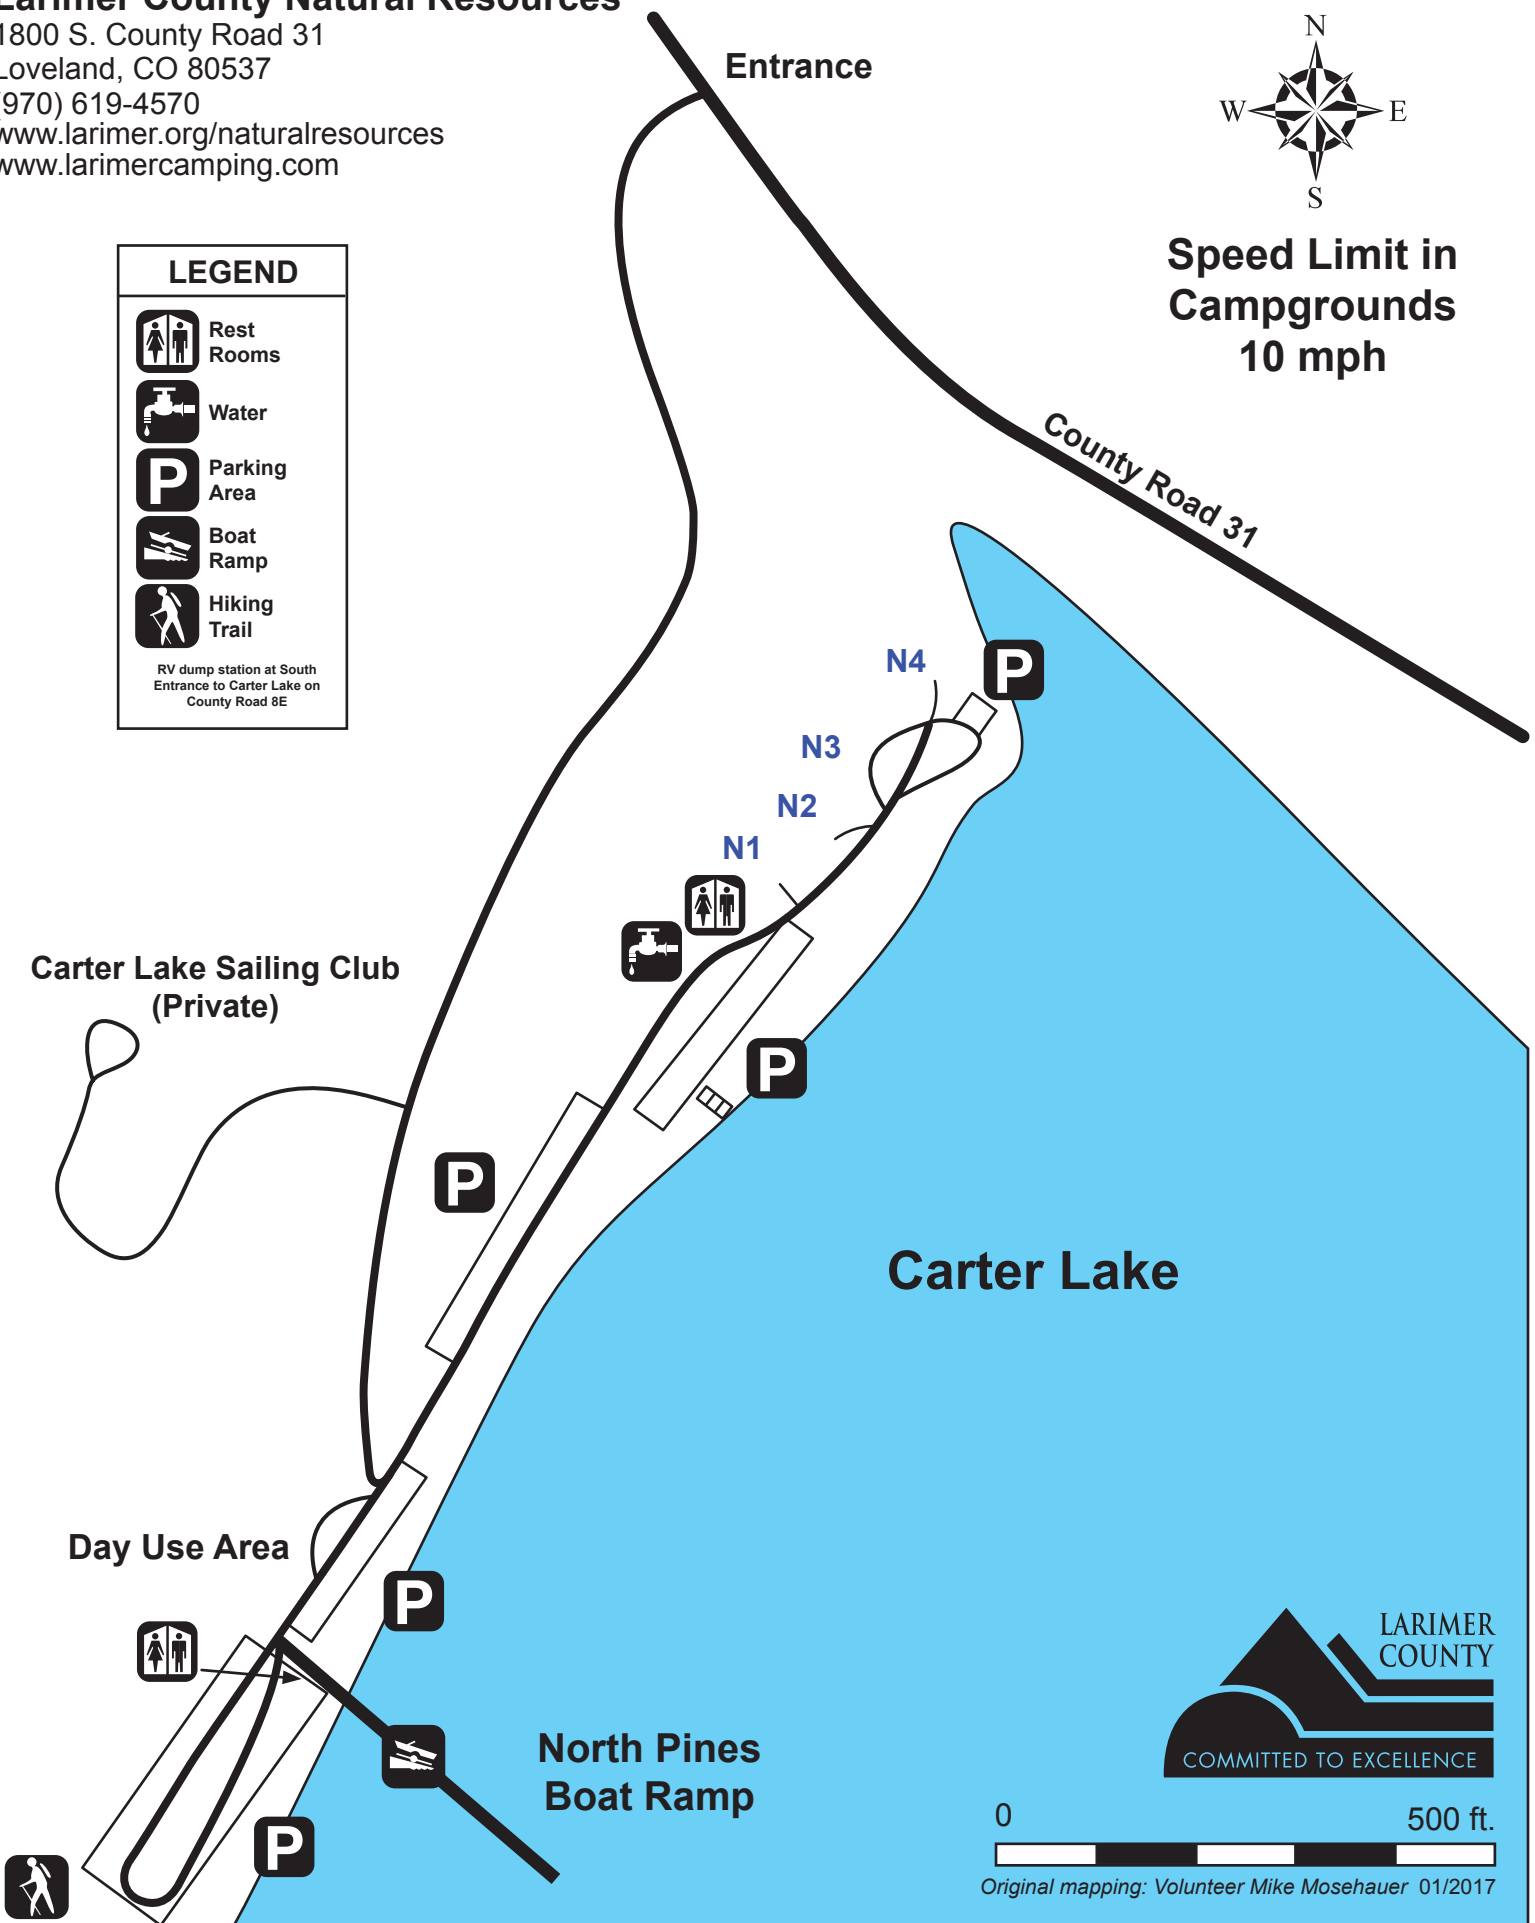 Larimer County Natural Resources
1800 S. County Road 31
Loveland, CO 80537
(970) 619-4570
www.larimer.org/naturalresources
www.larimercamping.com
Entrance
N
W
E
S
Speed Limit in
Campgrounds
10 mph
LEGEND
Rest
Rooms
Water
P
Parking
Area
Boat
Ramp
Hiking
Trail
RV dump station at South
Entrance to Carter Lake on
County Road 8E
County Road 31
N4
P
N3
N2
N1
Carter Lake Sailing Club
(Private)
P
P
Carter Lake
Day Use Area
P
North Pines
Boat Ramp
P
LARIMER
COUNTY
COMMITTED TO EXCELLENCE
0
500 ft.
Original mapping: Volunteer Mike Mosehauer 01/2017